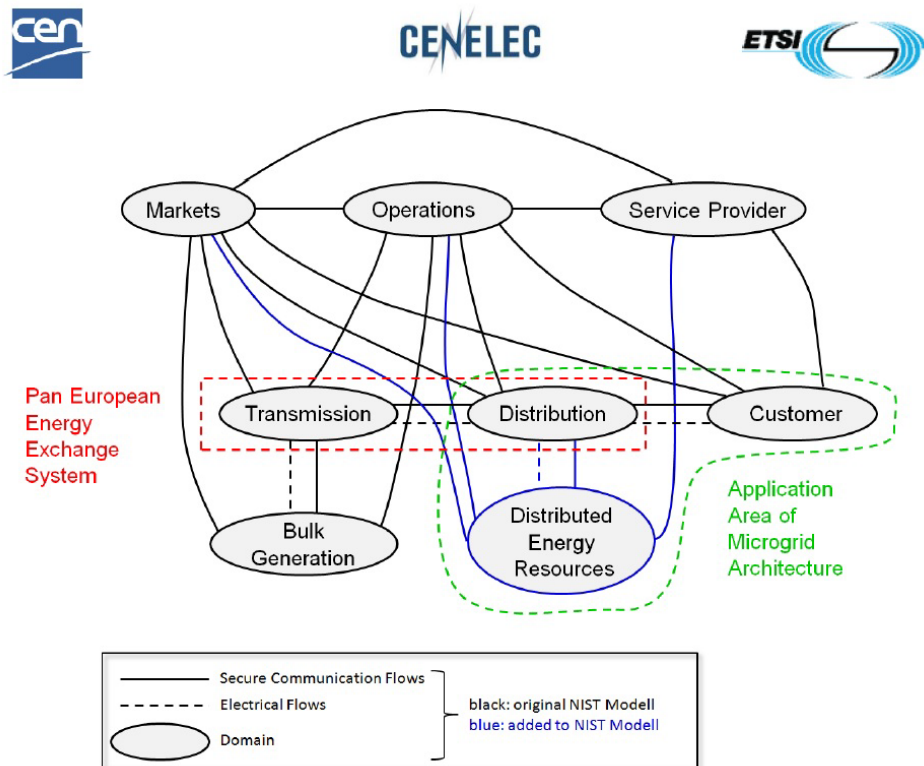 cen
CENELEC
ETSI
Markets
Operations
Service Provider
Pan European
Energy
Exchange
System
Transmission
Distribution
Customer
Bulk
Generation
Distributed
Energy
Resources
Application
Area of
Microgrid
Architecture
Secure Communication Flows
Electrical Flows
Domain
black: original NIST Modell
blue: added to NIST Modell